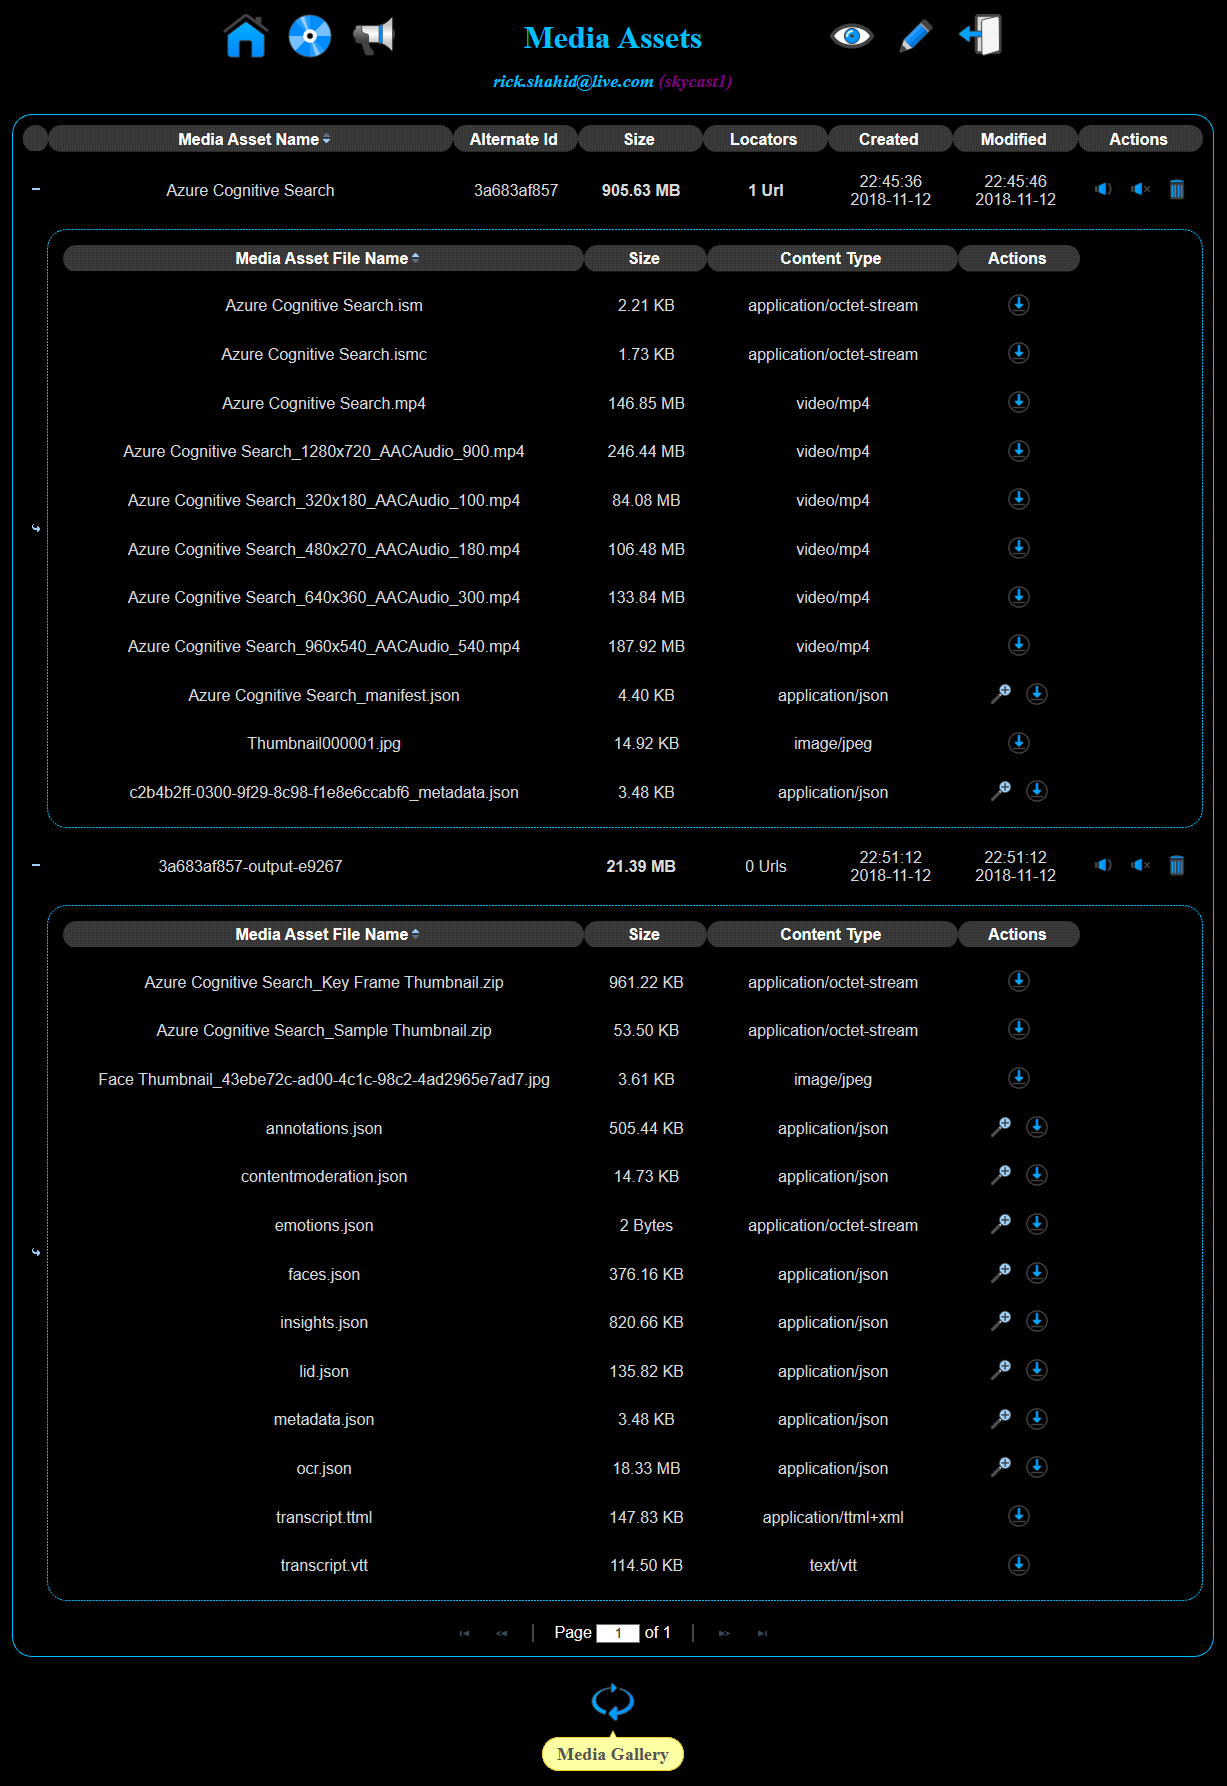 Media Assets
rick.shahid@live.com (skycast1)
Media Asset Name Alternate Id Size Locators Created Modified Actions
Azure Cognitive Search 3a683af857 905.63 MB 1 Url 22:45:36 22:45:46
2018-11-12 2018-11-12
Media Asset File Name Size Content Type Actions
Azure Cognitive Search.ism 2.21 KB application/octet-stream
Azure Cognitive Search.ismc 1.73 KB application/octet-stream
Azure Cognitive Search.mp4 146.85 MB video/mp4
Azure Cognitive Search_1280x720_AACAudio_900.mp4 246.44 MB video/mp4
Azure Cognitive Search_320x180_AACAudio_100.mp4 84.08 MB video/mp4
Azure Cognitive Search_480x270_AACAudio_180.mp4 106.48 MB video/mp4
Azure Cognitive Search_640x360_AACAudio_300.mp4 133.84 MB video/mp4
Azure Cognitive Search_960x540_AACAudio_540.mp4 187.92 MB video/mp4
Azure Cognitive Search_manifest.json 4.40 KB application/json
Thumbnail000001.jpg 14.92 KB image/jpeg
c2b4b2ff-0300-9f29-8c98-f1e8e6ccabf6_metadata.json 3.48 KB application/json
3a683af857-output-e9267 21.39 MB 0 Urls 22:51:12 22:51:12
2018-11-12 2018-11-12
Media Asset File Name Size Content Type Actions
Azure Cognitive Search_Key Frame Thumbnail.zip 961.22 KB application/octet-stream
Azure Cognitive Search_Sample Thumbnail.zip 53.50 KB application/octet-stream
Face Thumbnail_43ebe72c-ad00-4c1c-98c2-4ad2965e7ad7.jpg 3.61 KB image/jpeg
annotations.json 505.44 KB application/json
contentmoderation.json 14.73 KB application/json
emotions.json 2 Bytes application/octet-stream
faces.json 376.16 KB application/json
insights.json 820.66 KB application/json
lid.json 135.82 KB application/json
metadata.json 3.48 KB application/json
ocr.json 18.33 MB application/json
transcript.ttml 147.83 KB application/ttml+xml
transcript.vtt 114.50 KB text/vtt
Page 1 of 1
Media Gallery